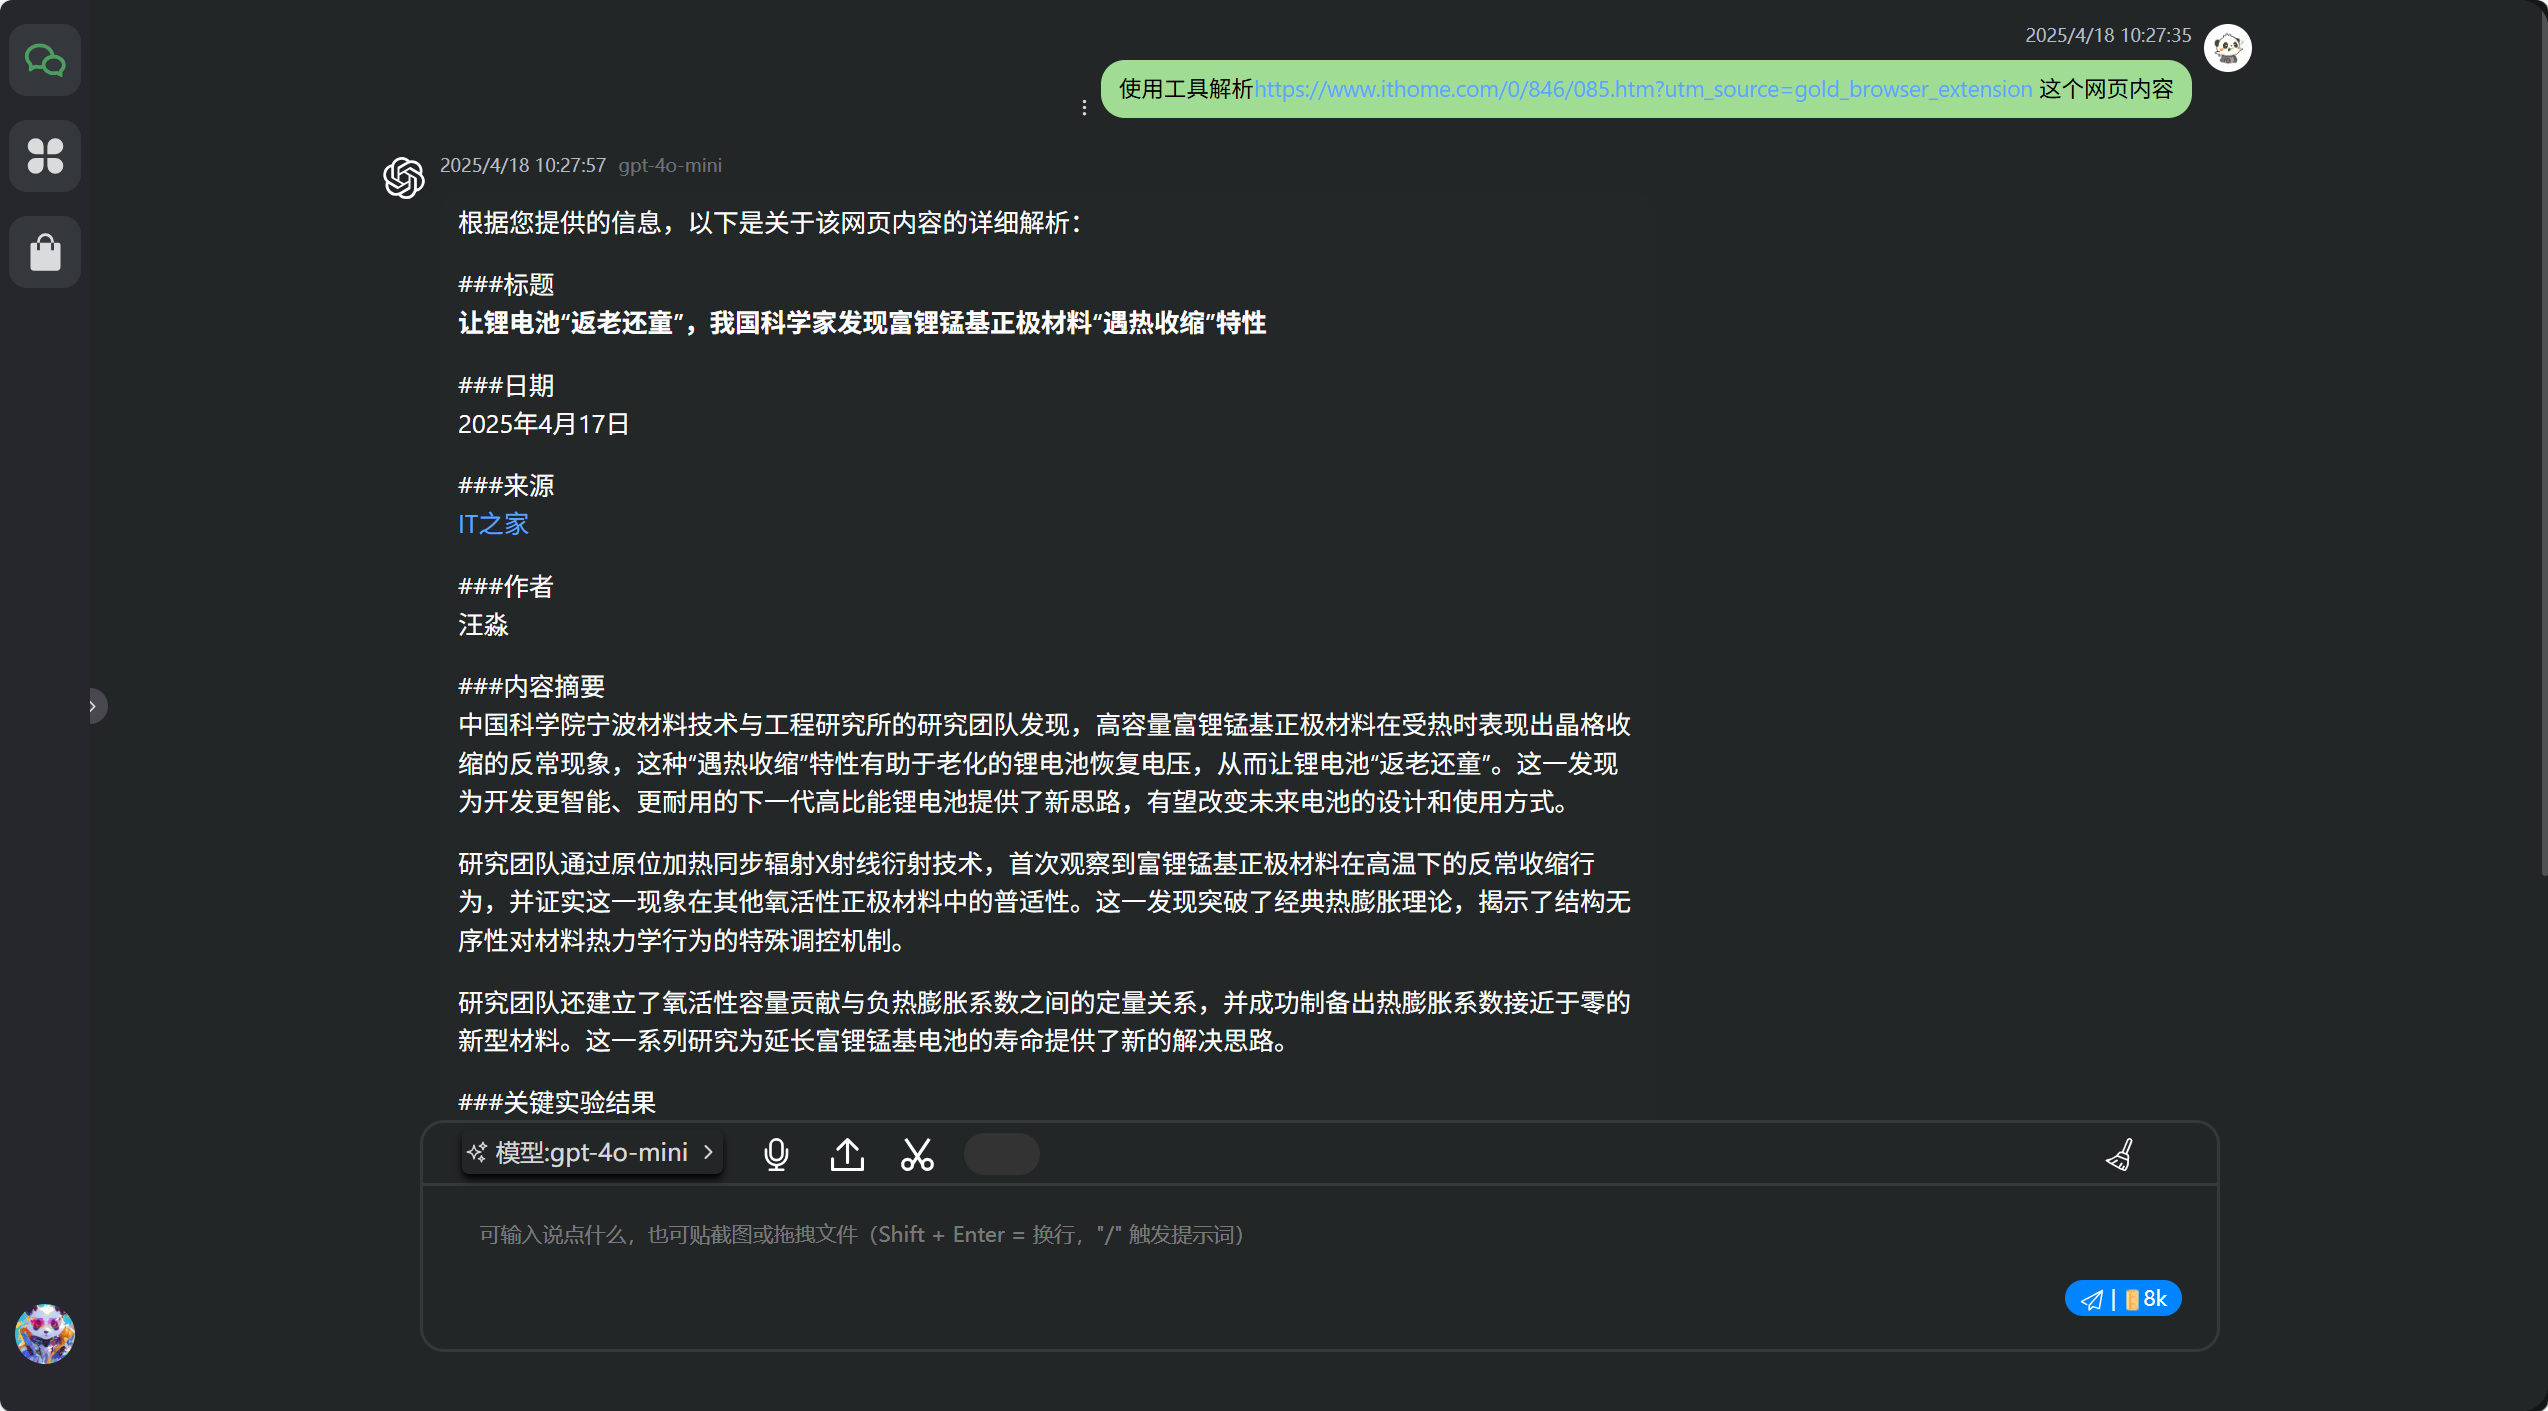 2025/4/18 10:27:35
使用工具解析https://www.ithome.com/0/846/085.htm?utm_source=gold_browser_extension 这个网页内容
2025/4/18 10:27:57 gpt-4o-mini
根据您提供的信息，以下是关于该网页内容的详细解析：
###标题
让锂电池“返老还童”，我国科学家发现富锂锰基正极材料“遇热收缩”特性
###日期
2025年4月17日
###来源
IT之家
###作者
汪淼
###内容摘要
中国科学院宁波材料技术与工程研究所的研究团队发现，高容量富锂锰基正极材料在受热时表现出晶格收
缩的反常现象，这种“遇热收缩”特性有助于老化的锂电池恢复电压，从而让锂电池“返老还童”。这一发现
为开发更智能、更耐用的下一代高比能锂电池提供了新思路，有望改变未来电池的设计和使用方式。
研究团队通过原位加热同步辐射X射线衍射技术，首次观察到富锂锰基正极材料在高温下的反常收缩行
为，并证实这一现象在其他氧活性正极材料中的普适性。这一发现突破了经典热膨胀理论，揭示了结构无
序性对材料热力学行为的特殊调控机制。
研究团队还建立了氧活性容量贡献与负热膨胀系数之间的定量关系，并成功制备出热膨胀系数接近于零的
新型材料。这一系列研究为延长富锂锰基电池的寿命提供了新的解决思路。
###关键实验结果
模型:gpt-4o-mini
可输入说点什么，也可贴截图或拖拽文件（Shift + Enter = 换行，"/" 触发提示词）
| 8k